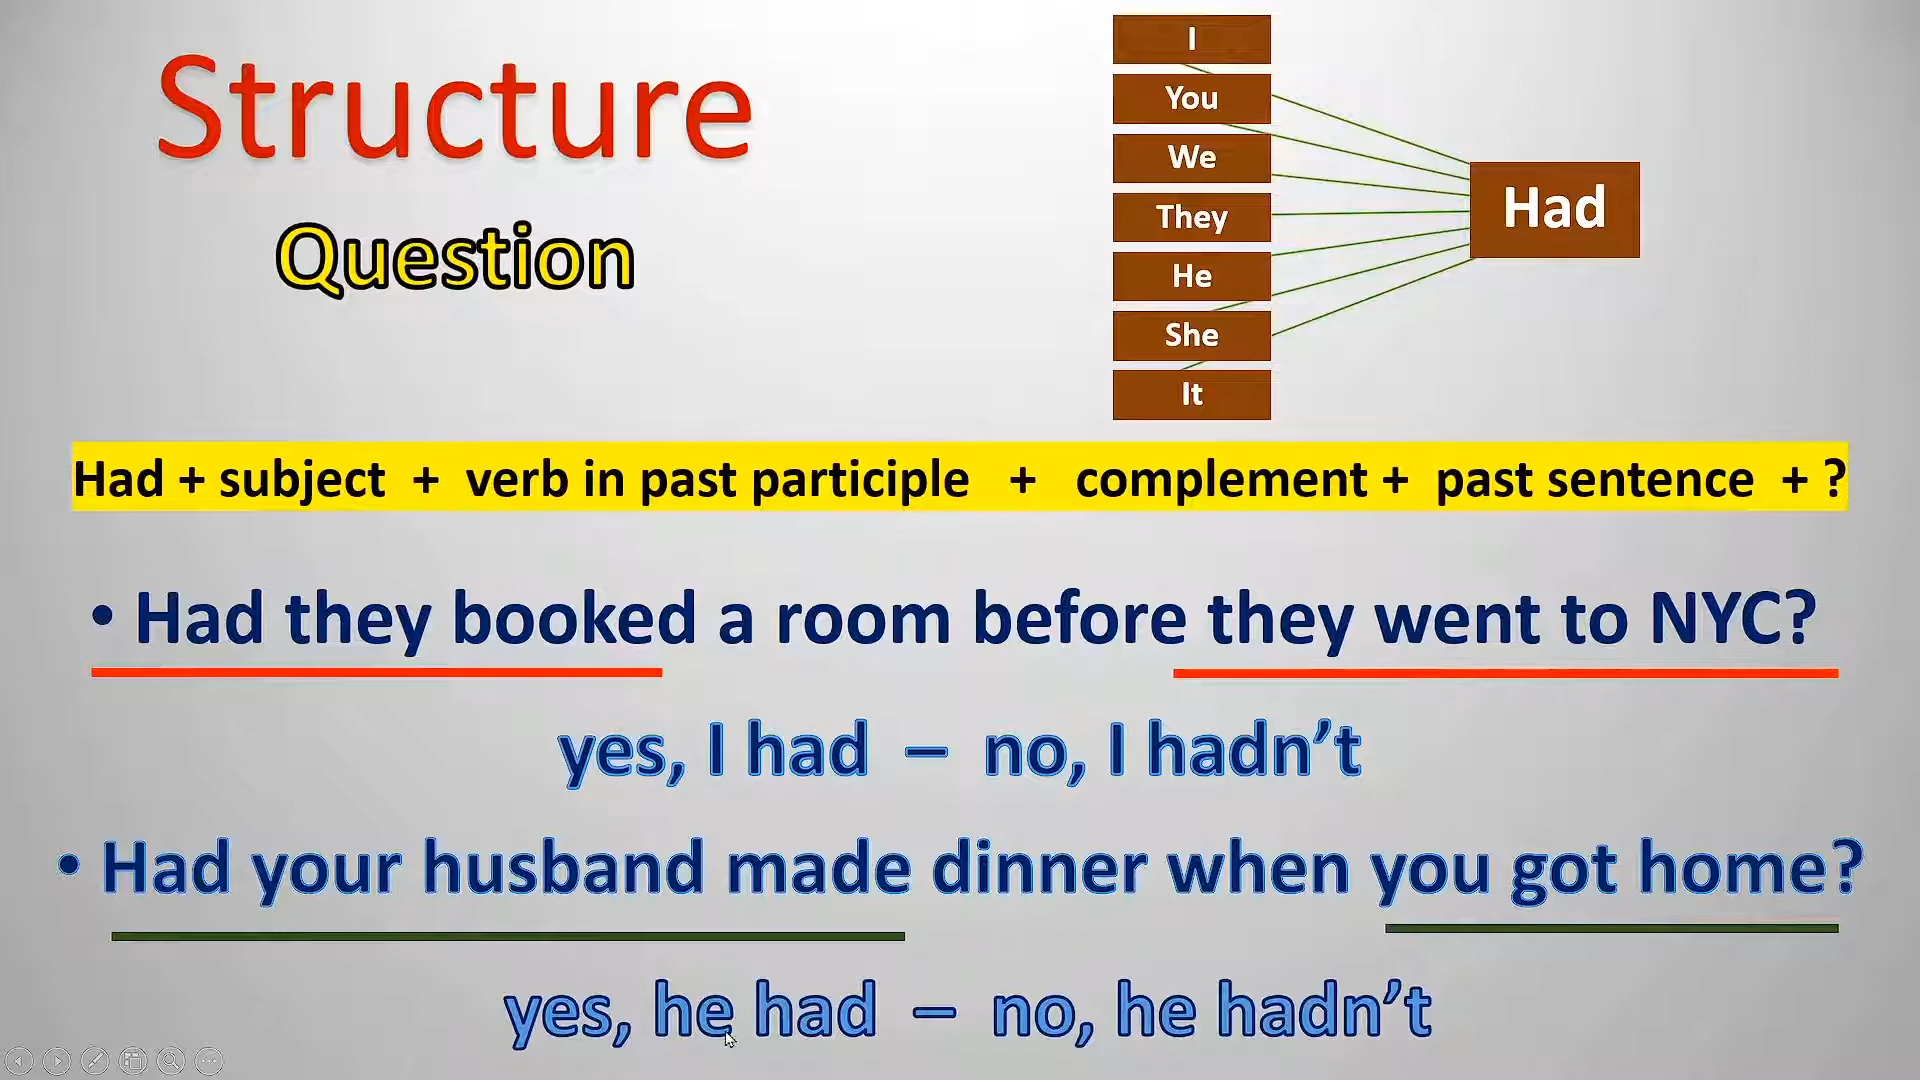 Structure
Question
I
You
We
They
He
She
It
Had
Had + subject + verb in past participle + complement + past sentence + ?
• Had they booked a room before they went to NYC?
yes, I had – no, I hadn’t
• Had your husband made dinner when you got home?
yes, he had – no, he hadn’t